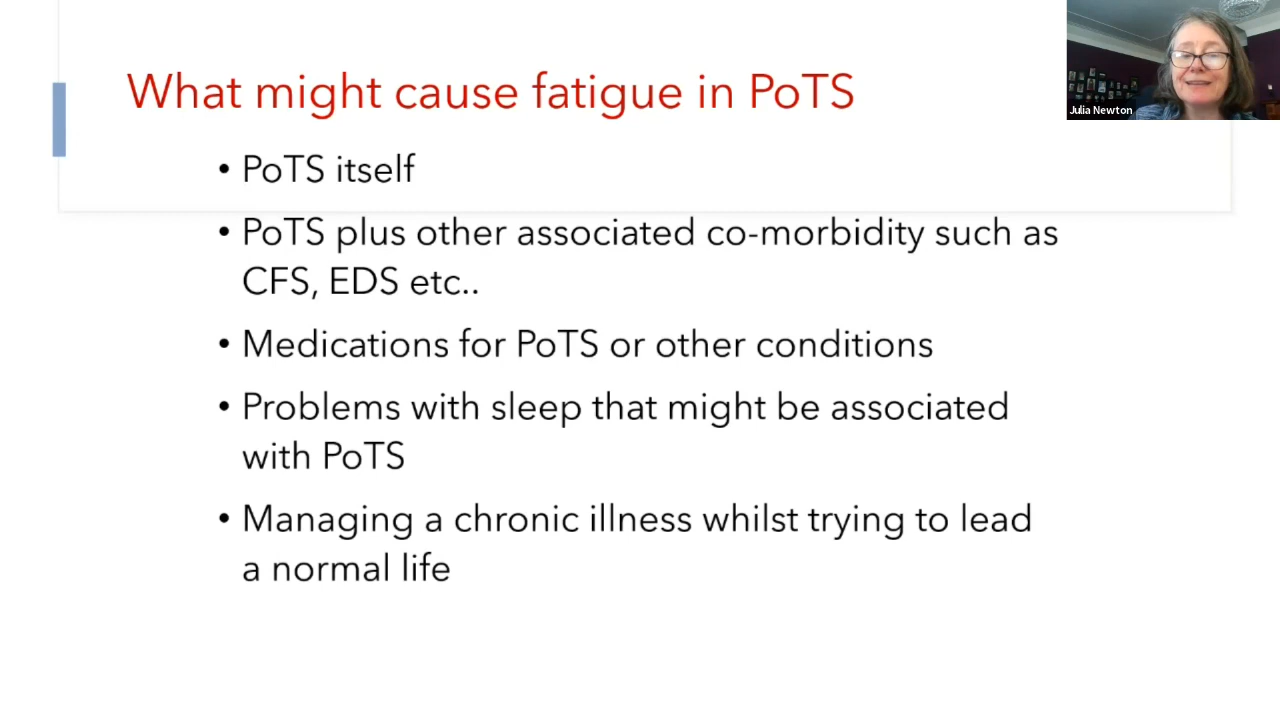 What might cause fatigue in PoTS
Julia Newton
• PoTS itself
• PoTS plus other associated co-morbidity such as
CFS, EDS etc..
• Medications for PoTS or other conditions
• Problems with sleep that might be associated
with PoTS
• Managing a chronic illness whilst trying to lead
a normal life